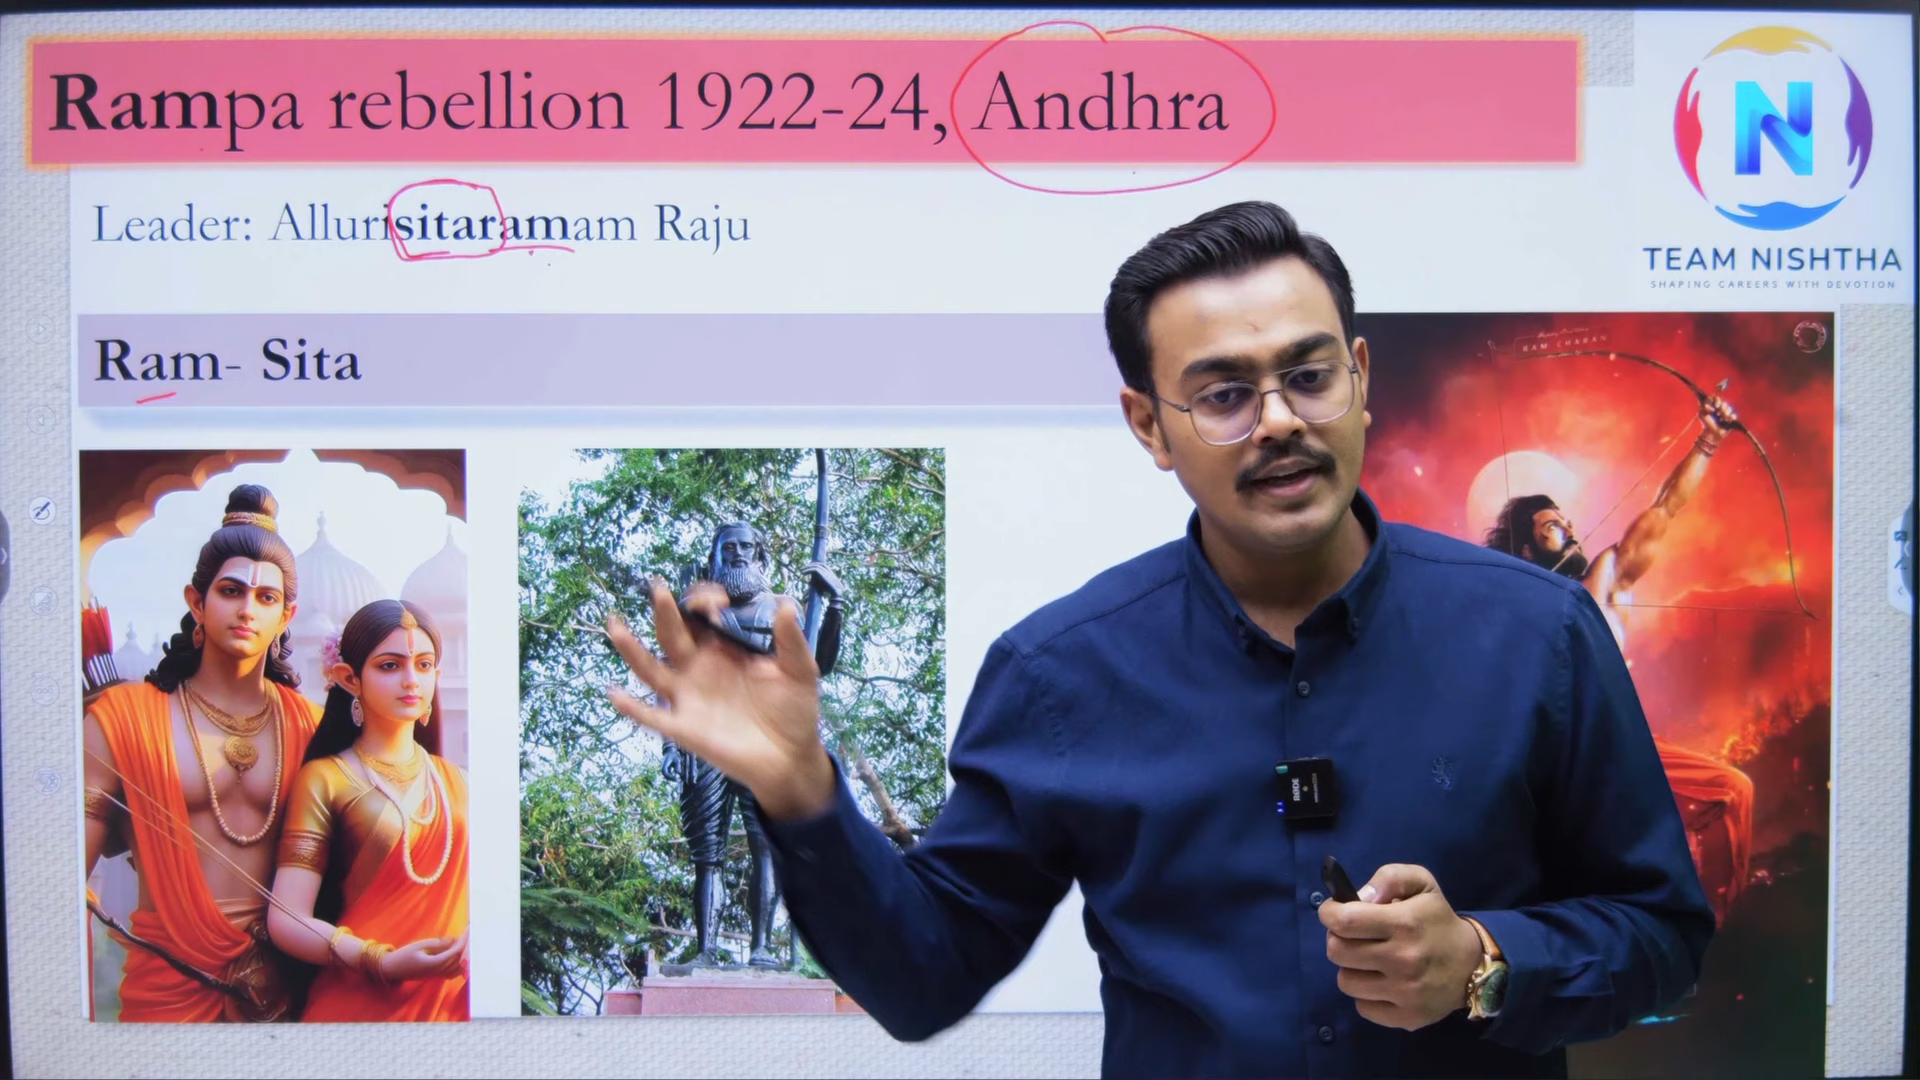 Rampa rebellion 1922-24, Andhra
Leader: Allurisitaramam Raju
Ram- Sita
N
TEAM NISHTHA
SHAPING CAREERS WITH DEVOTION
RAM CHARAN
RØDE